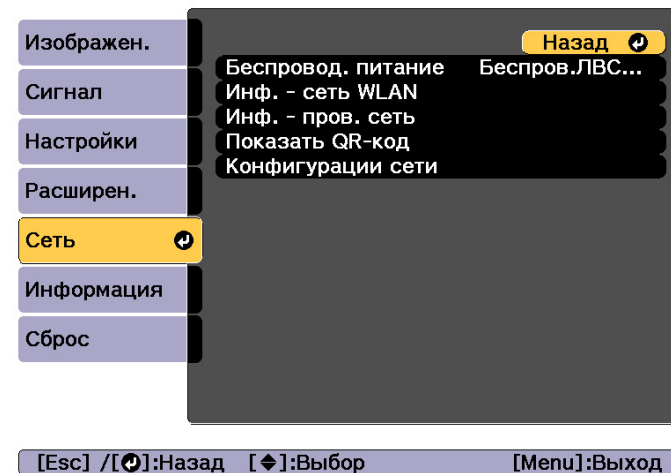 Изображен.
Сигнал
Настройки
Расширен.
Сеть
Информация
Сброс
Назад
Беспровод. питание Беспров.ЛВС...
Инф. - сеть WLAN
Инф. - пров. сеть
Показать QR-код
Конфигурации сети
[Esc] /[⏎]:Назад [◆]:Выбор [Menu]:Выход